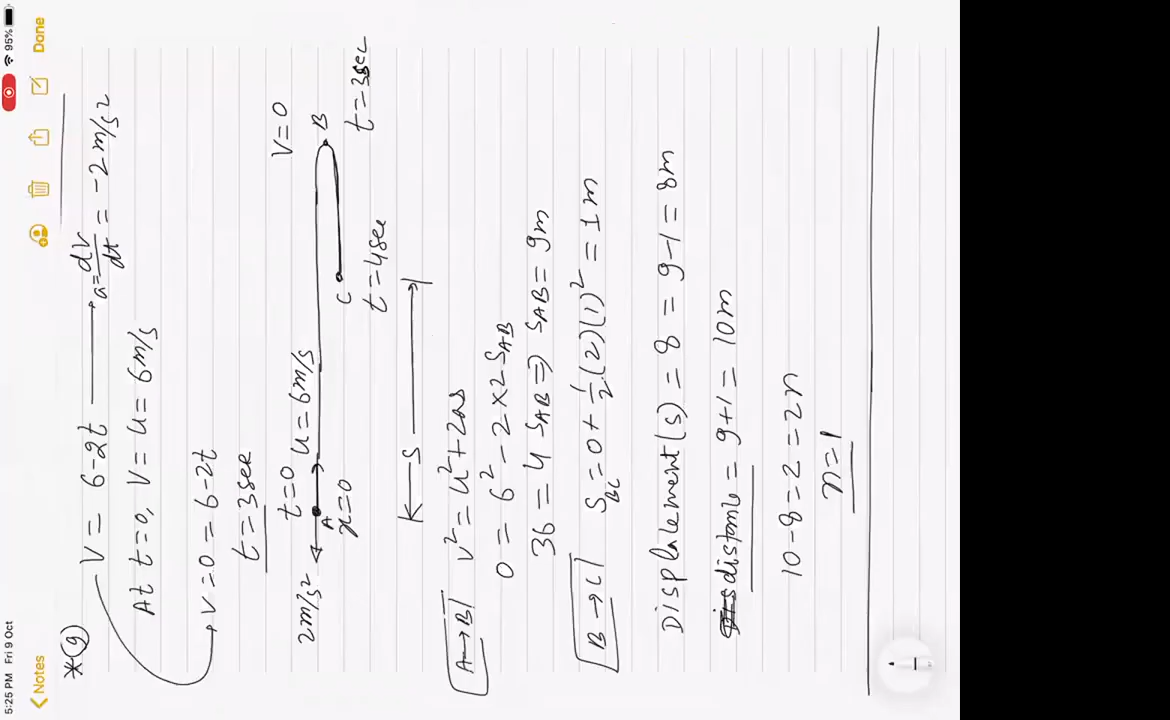 5:25 PM Fri 9 Oct
95%
Notes
Done
*(9) V = 6-2t → a = dv/dt = -2 m/s²
At t=0, V = u = 6m/s
V = 0 = 6-2t
t = 3sec
t=0 u=6m/s V=0
2m/s² A B
x=0 C t=4sec t=3sec
S
A→B V² = u²+2as
0 = 6² - 2×2 S_AB
36 = 4 S_AB ⇒ S_AB = 9m
B→C S_BC = 0 + 1/2 (2)(1)² = 1m
Displacement(s) = 8 = 9-1 = 8m
distance = 9+1 = 10m
10-8 = 2 = 2n
n=1